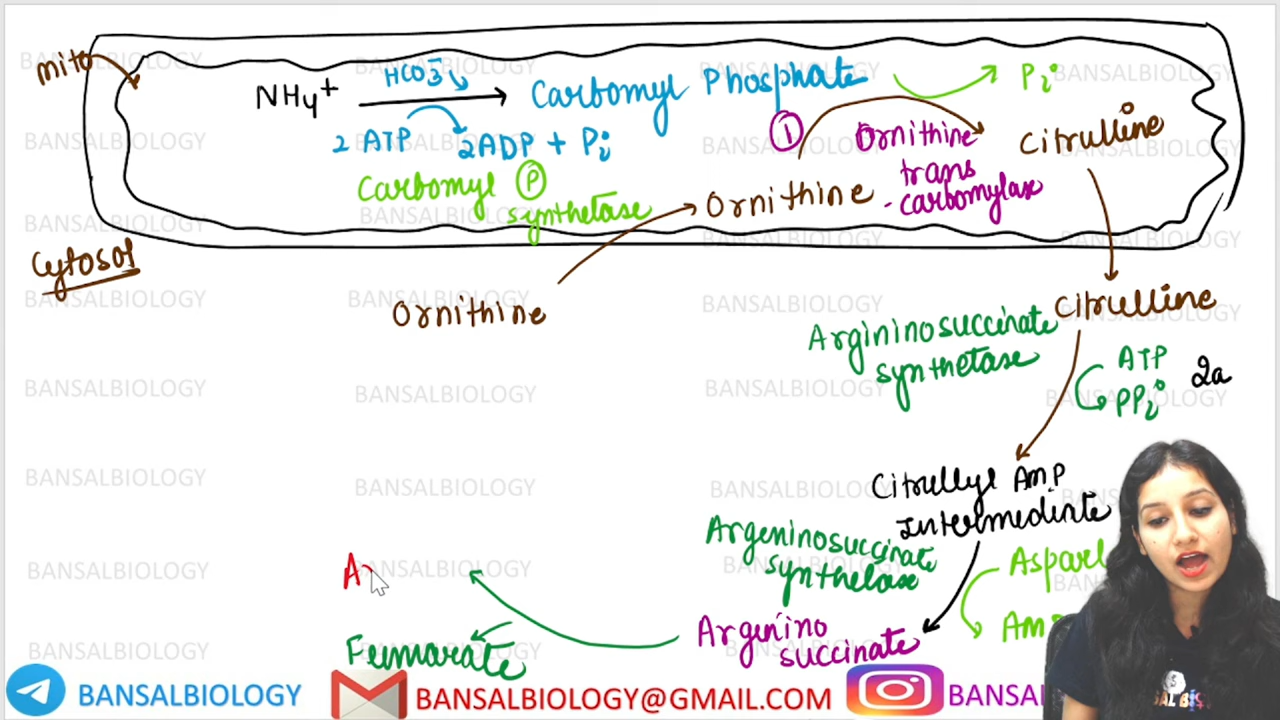 mito
NH4+
HCO3-
2 ATP
2ADP + Pi
Carbomyl Phosphate
Pi
Carbomyl P
synthetase
1
Ornithine
trans
-carbomylase
Citrulline
Ornithine
Cytosol
Ornithine
Citrulline
Argininosuccinate
synthetase
ATP
PPi
2a
Citrullyl AMP
Intermediate
Argeninosuccinate
synthetase
Argenino
succinate
Fumarate
BANSALBIOLOGY
BANSALBIOLOGY@GMAIL.COM